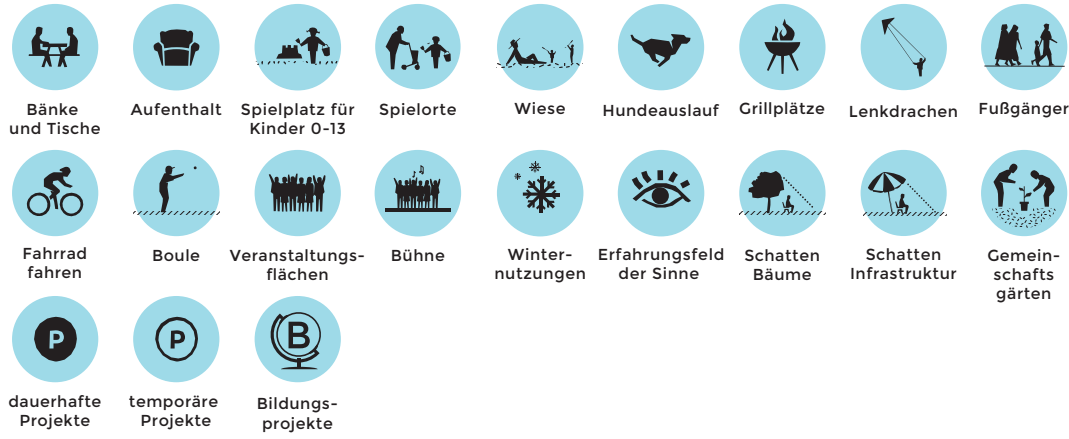 Bänke
und Tische
Aufenthalt
Spielplatz für
Kinder 0-13
Spielorte
Wiese
Hundeauslauf
Grillplätze
Lenkdrachen
Fußgänger
Fahrrad
fahren
Boule
Veranstaltungs-
flächen
Bühne
Winter-
nutzungen
Erfahrungsfeld
der Sinne
Schatten
Bäume
Schatten
Infrastruktur
Gemein-
schafts
gärten
P
dauerhafte
Projekte
P
temporäre
Projekte
B
Bildungs-
projekte